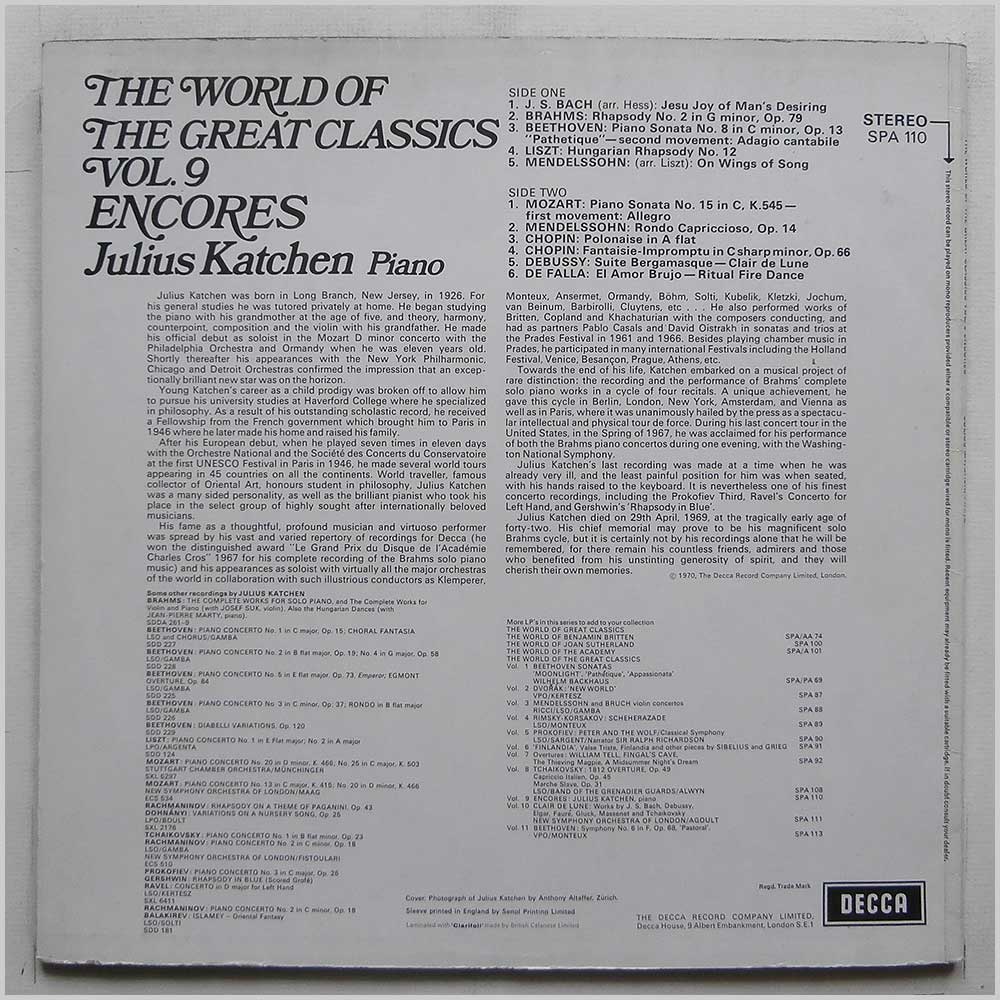 THE WORLD OF
THE GREAT CLASSICS
VOL. 9
ENCORES
Julius Katchen Piano
SIDE ONE
1. J. S. BACH (arr. Hess): Jesu Joy of Man's Desiring
2. BRAHMS: Rhapsody No. 2 in G minor, Op. 79
3. BEETHOVEN: Piano Sonata No. 8 in C minor, Op. 13
"Pathetique"—second movement: Adagio cantabile
4. LISZT: Hungarian Rhapsody No. 12
5. MENDELSSOHN: (arr. Liszt): On Wings of Song
SIDE TWO
1. MOZART: Piano Sonata No. 15 in C, K.545—
first movement: Allegro
2. MENDELSSOHN: Rondo Capriccioso, Op. 14
3. CHOPIN: Polonaise in A flat
4. CHOPIN: Fantaisie-Impromptu in C sharp minor, Op. 66
5. DEBUSSY: Suite Bergamasque—Clair de Lune
6. DE FALLA: El Amor Brujo—Ritual Fire Dance
STEREO
SPA 110
Julius Katchen was born in Long Branch, New Jersey, in 1926. For
his general studies he was tutored privately at home. He began studying
the piano with his grandmother at the age of five, and theory, harmony,
counterpoint, composition and the violin with his grandfather. He made
his official debut as soloist in the Mozart D minor concerto with the
Philadelphia Orchestra and Ormandy when he was eleven years old.
Shortly thereafter his appearances with the New York Philharmonic,
Chicago and Detroit Orchestras confirmed the impression that an excep-
tionally brilliant new star was on the horizon.
Young Katchen's career as a child prodigy was broken off to allow him
to pursue his university studies at Haverford College where he specialized
in philosophy. As a result of his outstanding scholastic record, he received
a Fellowship from the French government which brought him to Paris in
1946 where he later made his home and raised his family.
After his European debut, when he played seven times in eleven days
with the Orchestre National and the Société des Concerts du Conservatoire
at the first UNESCO Festival in Paris in 1946, he made several world tours
appearing in 45 countries on all the continents. World traveller, famous
collector of Oriental Art, honours student in philosophy, Julius Katchen
was a many sided personality, as well as the brilliant pianist who took his
place in the select group of highly sought after internationally beloved
musicians.
His fame as a thoughtful, profound musician and virtuoso performer
was spread by his vast and varied repertory of recordings for Decca (he
won the distinguished award "Le Grand Prix du Disque de l'Académie
Charles Cros" 1967 for his complete recording of the Brahms solo piano
music) and his appearances as soloist with virtually all the major orchestras
of the world in collaboration with such illustrious conductors as Klemperer,
Monteux, Ansermet, Ormandy, Böhm, Solti, Kubelik, Kletzki, Jochum,
van Beinum, Barbirolli, Cluytens, etc . . . He also performed works of
Britten, Copland and Khachaturian with the composers conducting, and
had as partners Pablo Casals and David Oistrakh in sonatas and trios at
the Prades Festival in 1961 and 1966. Besides playing chamber music in
Prades, he participated in many international Festivals including the Holland
Festival, Venice, Besançon, Prague, Athens, etc.
Towards the end of his life, Katchen embarked on a musical project of
rare distinction: the recording and the performance of Brahms' complete
solo piano works in a cycle of four recitals. A unique achievement, he
gave this cycle in Berlin, London, New York, Amsterdam, and Vienna as
well as in Paris, where it was unanimously hailed by the press as a spectacu-
lar intellectual and physical tour de force. During his last concert tour in the
United States, in the Spring of 1967, he was acclaimed for his performance
of both the Brahms piano concertos during one evening, with the Washing-
ton National Symphony.
Julius Katchen's last recording was made at a time when he was
already very ill, and the least painful position for him was when seated,
with his hands raised to the keyboard. It is nevertheless one of his finest
concerto recordings, including the Prokofiev Third, Ravel's Concerto for
Left Hand, and Gershwin's 'Rhapsody in Blue'.
Julius Katchen died on 29th April, 1969, at the tragically early age of
forty-two. His chief memorial may prove to be his magnificent solo
Brahms cycle, but it is certainly not by his recordings alone that he will be
remembered, for there remain his countless friends, admirers and those
who benefited from his unstinting generosity of spirit, and they will
cherish their own memories.
© 1970, The Decca Record Company Limited, London.
Some other recordings by JULIUS KATCHEN
BRAHMS: THE COMPLETE WORKS FOR SOLO PIANO, and The Complete Works for
Violin and Piano (with JOSEF SUK, violin). Also the Hungarian Dances (with
JEAN-PIERRE MARTY, piano).
SDDA 261-9
BEETHOVEN: PIANO CONCERTO No. 1 in C major, Op. 15; CHORAL FANTASIA
LSO and CHORUS/GAMBA
SDD 227
BEETHOVEN: PIANO CONCERTO No. 2 in B flat major, Op. 19; No. 4 in G major, Op. 58
LSO/GAMBA
SDD 228
BEETHOVEN: PIANO CONCERTO No. 5 in E flat major, Op. 73, Emperor; EGMONT
OVERTURE, Op. 84
LSO/GAMBA
SDD 225
BEETHOVEN: PIANO CONCERTO No. 3 in C minor, Op; 37; RONDO in B flat major
LSO/GAMBA
SDD 226
BEETHOVEN: DIABELLI VARIATIONS, Op. 120
SDD 229
LISZT: PIANO CONCERTO No. 1 in E Flat major; No. 2 in A major
LPO/ARGENTA
SDD 124
MOZART: PIANO CONCERTO No. 20 in D minor, K. 466; No. 25 in C major, K. 503
STUTTGART CHAMBER ORCHESTRA/MÜNCHINGER
SXL 6297
MOZART: PIANO CONCERTO No. 13 in C major, K. 415; No. 20 in D minor, K. 466
NEW SYMPHONY ORCHESTRA OF LONDON/MAAG
ECS 534
RACHMANINOV: RHAPSODY ON A THEME OF PAGANINI, Op. 43
DOHNÁNYI: VARIATIONS ON A NURSERY SONG, Op. 25
LPO/BOULT
SXL 2176
TCHAIKOVSKY: PIANO CONCERTO No. 1 in B flat minor, Op. 23
RACHMANINOV: PIANO CONCERTO No. 2 in C minor, Op. 18
LSO/GAMBA
NEW SYMPHONY ORCHESTRA OF LONDON/FISTOULARI
ECS 510
PROKOFIEV: PIANO CONCERTO No. 3 in C major, Op. 26
GERSHWIN: RHAPSODY IN BLUE (Scored Grofé)
RAVEL: CONCERTO in D major for Left Hand
LSO/KERTESZ
SXL 6411
RACHMANINOV: PIANO CONCERTO No. 2 in C minor, Op. 18
BALAKIREV: ISLAMEY – Oriental Fantasy
LSO/SOLTI
SDD 181
More LP's in this series to add to your collection
THE WORLD OF GREAT CLASSICS
THE WORLD OF BENJAMIN BRITTEN SPA/AA 74
THE WORLD OF JOAN SUTHERLAND SPA 100
THE WORLD OF THE ACADEMY SPA/A 101
THE WORLD OF THE GREAT CLASSICS
Vol. 1 BEETHOVEN SONATAS
'MOONLIGHT', 'Pathétique', 'Appassionata'
WILHELM BACKHAUS SPA/PA 69
Vol. 2 DVOŘÁK: 'NEW WORLD'
VPO/KERTESZ SPA 87
Vol. 3 MENDELSSOHN and BRUCH violin concertos
RICCI/LSO/GAMBA SPA 88
Vol. 4 RIMSKY-KORSAKOV: SCHEHERAZADE
LSO/MONTEUX SPA 89
Vol. 5 PROKOFIEV: PETER AND THE WOLF/Classical Symphony
LSO/SARGENT/Narrator SIR RALPH RICHARDSON SPA 90
Vol. 6 'FINLANDIA', Valse Triste, Finlandia and other pieces by SIBELIUS and GRIEG SPA 91
Vol. 7 Overtures: WILLIAM TELL, FINGAL'S CAVE,
The Thieving Magpie, A Midsummer Night's Dream SPA 92
Vol. 8 TCHAIKOVSKY: 1812 OVERTURE, Op. 49
Capriccio Italien, Op. 45
Marche Slave, Op. 31
LSO/BAND OF THE GRENADIER GUARDS/ALWYN SPA 108
Vol. 9 ENCORES: JULIUS KATCHEN, piano SPA 110
Vol. 10 CLAIR DE LUNE: Works by J. S. Bach, Debussy,
Elgar, Fauré, Gluck, Massenet and Tchaikovsky
NEW SYMPHONY ORCHESTRA OF LONDON/AGOULT SPA 111
Vol. 11 BEETHOVEN: Symphony No. 6 in F, Op. 68, 'Pastoral'.
VPO/MONTEUX SPA 113
This stereo record can be played on mono reproducers provided either a compatible or stereo cartridge wired for mono is fitted. Recent equipment may already be fitted with a suitable cartridge. If in doubt consult your dealer.
Cover: Photograph of Julius Katchen by Anthony Altaffer, Zürich.
Sleeve printed in England by Senol Printing Limited
Laminated with 'Clarifoil' made by British Celanese Limited
Regd. Trade Mark
DECCA
THE DECCA RECORD COMPANY LIMITED,
Decca House, 9 Albert Embankment, London S.E.1